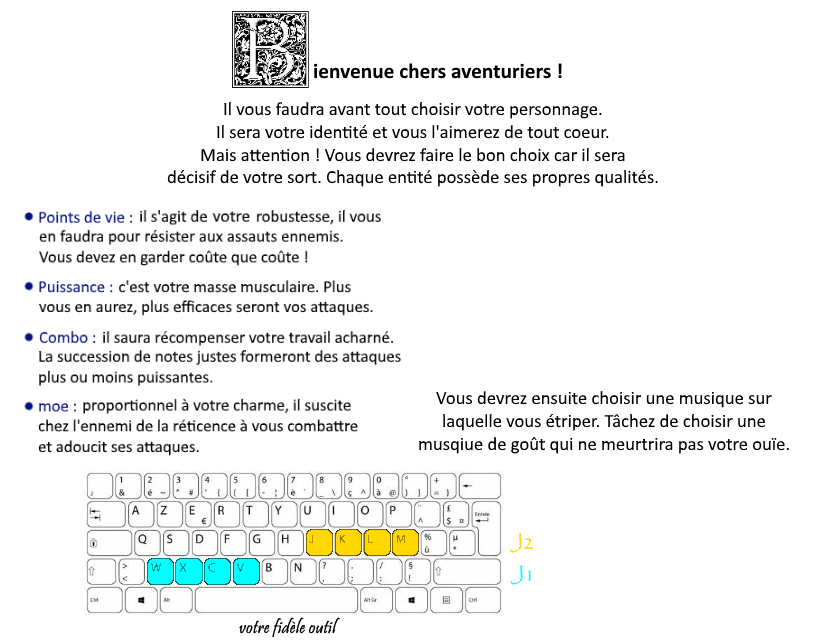 Bienvenue chers aventuriers !
Il vous faudra avant tout choisir votre personnage.
Il sera votre identité et vous l'aimerez de tout coeur.
Mais attention ! Vous devrez faire le bon choix car il sera
décisif de votre sort. Chaque entité possède ses propres qualités.
• Points de vie : il s'agit de votre robustesse, il vous
en faudra pour résister aux assauts ennemis.
Vous devez en garder coûte que coûte !
• Puissance : c'est votre masse musculaire. Plus
vous en aurez, plus efficaces seront vos attaques.
• Combo : il saura récompenser votre travail acharné.
La succession de notes justes formeront des attaques
plus ou moins puissantes.
• moe : proportionnel à votre charme, il suscite
chez l'ennemi de la réticence à vous combattre
et adoucit ses attaques.
Vous devrez ensuite choisir une musique sur
laquelle vous étriper. Tâchez de choisir une
musqiue de goût qui ne meurtrira pas votre ouïe.
² 1 & 2 é ~ 3 " # 4 ' { 5 ( [ 6 - ¦ 7 è ` 8 _ \ 9 ç ^ 0 à @ ° ) ] + = } ←
A Z E € R T Y U I O P ¨ ^ £ $ ¤ Entrée
Q S D F G H J K L M % ù µ * J2
> < W X C V B N ? , . ; / : § ! J1
Ctrl Alt Alt Gr Ctrl
votre fidèle outil